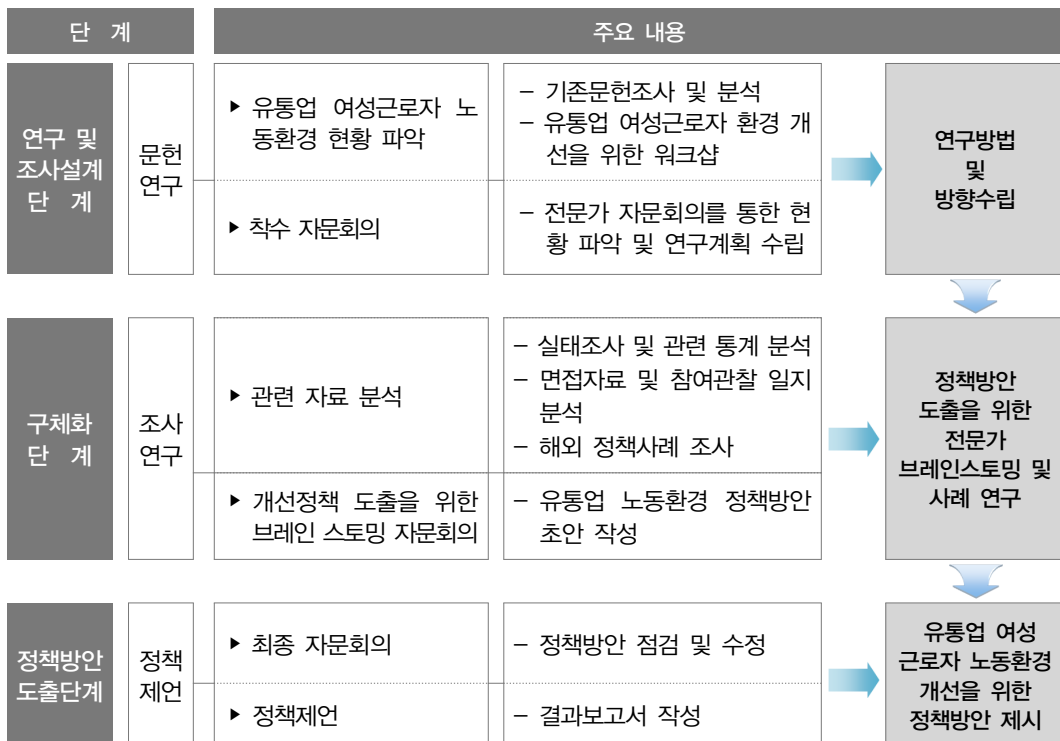 단 계
주요 내용
연구 및
조사설계
단 계
문헌
연구
▶ 유통업 여성근로자 노
동환경 현황 파악
– 기존문헌조사 및 분석
– 유통업 여성근로자 환경 개
선을 위한 워크샵
▶ 착수 자문회의
– 전문가 자문회의를 통한 현
황 파악 및 연구계획 수립
연구방법
및
방향수립
구체화
단 계
조사
연구
▶ 관련 자료 분석
– 실태조사 및 관련 통계 분석
– 면접자료 및 참여관찰 일지
분석
– 해외 정책사례 조사
▶ 개선정책 도출을 위한
브레인 스토밍 자문회의
– 유통업 노동환경 정책방안
초안 작성
정책방안
도출을 위한
전문가
브레인스토밍 및
사례 연구
정책방안
도출단계
정책
제언
▶ 최종 자문회의
– 정책방안 점검 및 수정
▶ 정책제언
– 결과보고서 작성
유통업 여성
근로자 노동환경
개선을 위한
정책방안 제시